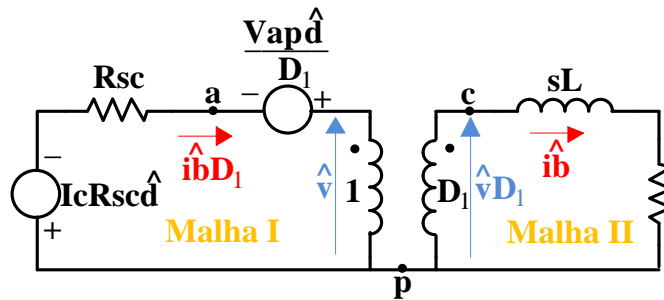 Vapd̂
D₁
Rsc
a
c
sL
− +
îbD₁
îb
−
IcRscd̂
+
v̂
1
D₁
v̂D₁
Malha I
Malha II
p